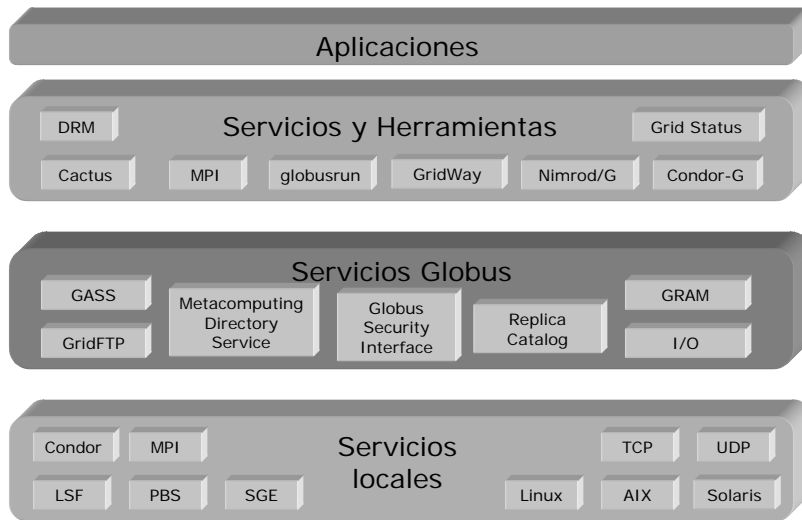 Aplicaciones
DRM
Servicios y Herramientas
Grid Status
Cactus
MPI
globusrun
GridWay
Nimrod/G
Condor-G
Servicios Globus
GASS
Metacomputing
Directory
Service
Globus
Security
Interface
Replica
Catalog
GRAM
GridFTP
I/O
Condor
MPI
Servicios
locales
TCP
UDP
LSF
PBS
SGE
Linux
AIX
Solaris